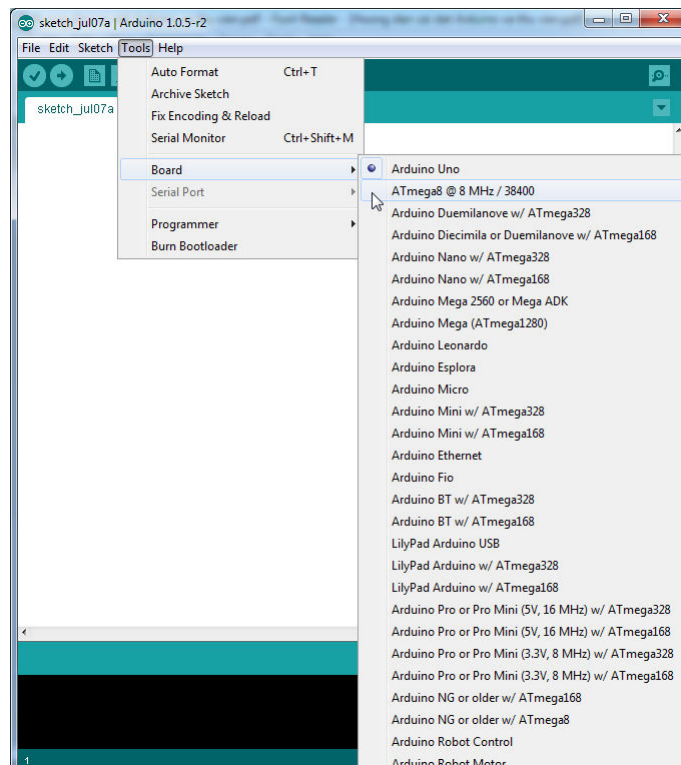 sketch_jul07a | Arduino 1.0.5-r2
File Edit Sketch Tools Help
sketch_jul07a
Auto Format Ctrl+T
Archive Sketch
Fix Encoding & Reload
Serial Monitor Ctrl+Shift+M
Board
Serial Port
Programmer
Burn Bootloader
Arduino Uno
ATmega8 @ 8 MHz / 38400
Arduino Duemilanove w/ ATmega328
Arduino Diecimila or Duemilanove w/ ATmega168
Arduino Nano w/ ATmega328
Arduino Nano w/ ATmega168
Arduino Mega 2560 or Mega ADK
Arduino Mega (ATmega1280)
Arduino Leonardo
Arduino Esplora
Arduino Micro
Arduino Mini w/ ATmega328
Arduino Mini w/ ATmega168
Arduino Ethernet
Arduino Fio
Arduino BT w/ ATmega328
Arduino BT w/ ATmega168
LilyPad Arduino USB
LilyPad Arduino w/ ATmega328
LilyPad Arduino w/ ATmega168
Arduino Pro or Pro Mini (5V, 16 MHz) w/ ATmega328
Arduino Pro or Pro Mini (5V, 16 MHz) w/ ATmega168
Arduino Pro or Pro Mini (3.3V, 8 MHz) w/ ATmega328
Arduino Pro or Pro Mini (3.3V, 8 MHz) w/ ATmega168
Arduino NG or older w/ ATmega168
Arduino NG or older w/ ATmega8
Arduino Robot Control
Arduino Robot Motor
1